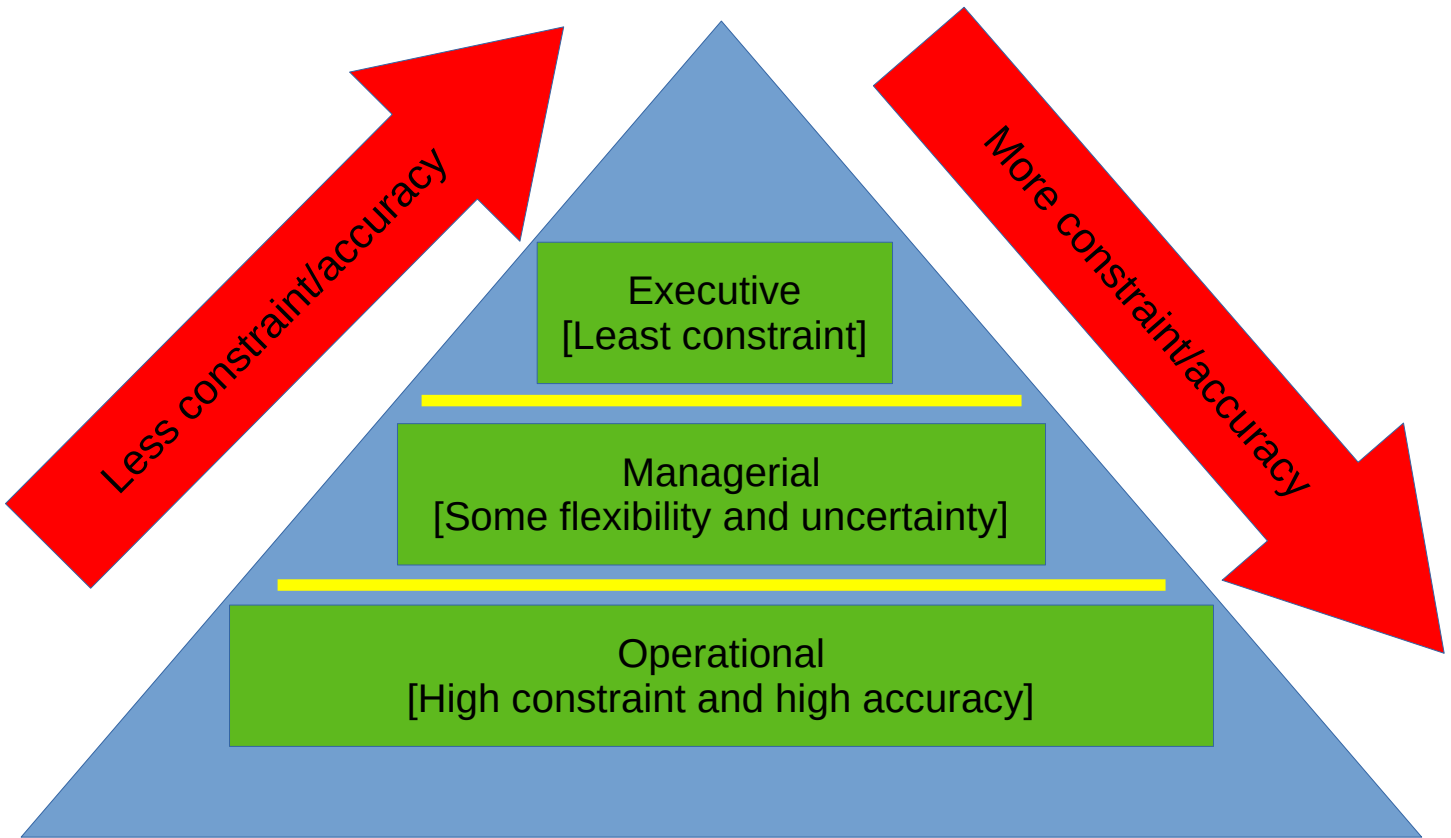 Less constraint/accuracy
More constraint/accuracy
Executive
[Least constraint]
Managerial
[Some flexibility and uncertainty]
Operational
[High constraint and high accuracy]